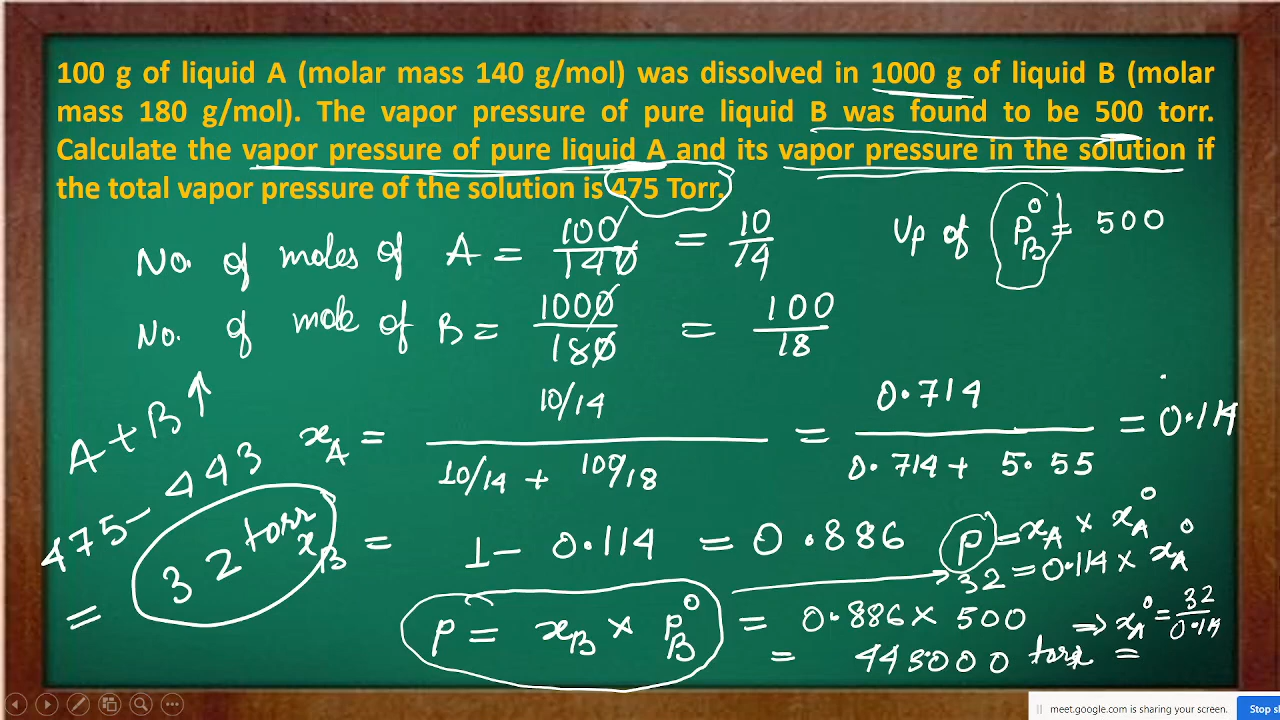 100 g of liquid A (molar mass 140 g/mol) was dissolved in 1000 g of liquid B (molar
mass 180 g/mol). The vapor pressure of pure liquid B was found to be 500 torr.
Calculate the vapor pressure of pure liquid A and its vapor pressure in the solution if
the total vapor pressure of the solution is 475 Torr.
No. of moles of A = 100/140 = 10/14
Vp of P°B = 500
No. of mole of B = 1000/180 = 100/18
A + B ↑
xA = (10/14)/(10/14 + 100/18) = 0.714/(0.714 + 5.55) = 0.114
475 - 443
= 32 torr
xB = 1 - 0.114 = 0.886
P = xA × xA°
32 = 0.114 × xA°
P = xB × P°B = 0.886 × 500
⇒ xA° = 32/0.114
= 443.000 torr =
meet.google.com is sharing your screen.
Stop